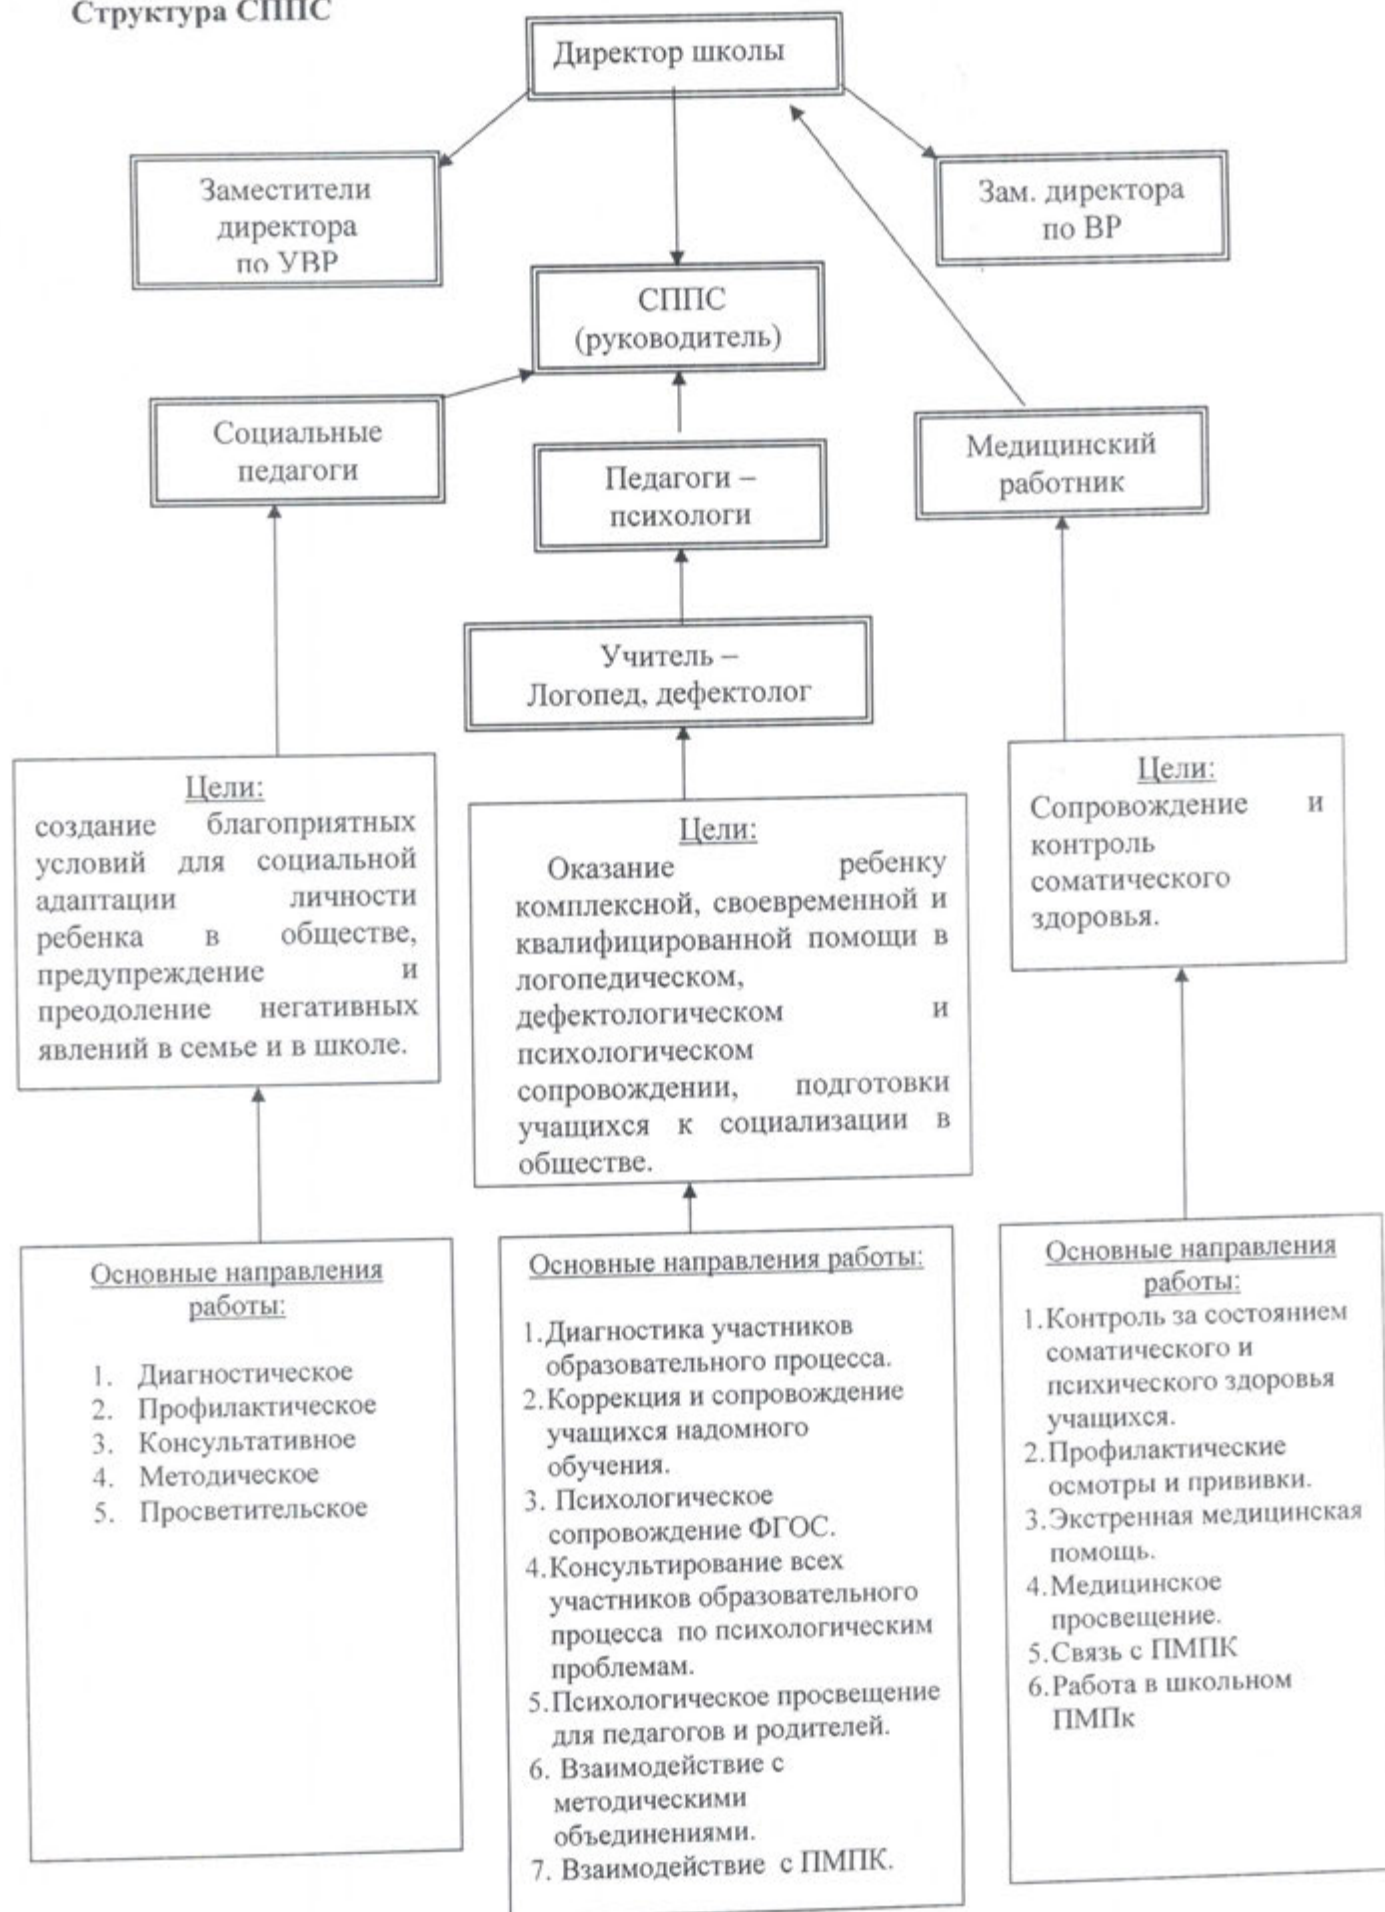 Структура СППС
Директор школы
Заместители
директора
по УВР
Зам. директора
по ВР
СППС
(руководитель)
Социальные
педагоги
Педагоги –
психологи
Медицинский
работник
Учитель –
Логопед, дефектолог
Цели:
создание благоприятных
условий для социальной
адаптации личности
ребенка в обществе,
предупреждение и
преодоление негативных
явлений в семье и в школе.
Цели:
Оказание ребенку
комплексной, своевременной и
квалифицированной помощи в
логопедическом,
дефектологическом и
психологическом
сопровождении, подготовки
учащихся к социализации в
обществе.
Цели:
Сопровождение и
контроль
соматического
здоровья.
Основные направления
работы:
1. Диагностическое
2. Профилактическое
3. Консультативное
4. Методическое
5. Просветительское
Основные направления работы:
1.Диагностика участников
образовательного процесса.
2.Коррекция и сопровождение
учащихся надомного
обучения.
3. Психологическое
сопровождение ФГОС.
4.Консультирование всех
участников образовательного
процесса по психологическим
проблемам.
5.Психологическое просвещение
для педагогов и родителей.
6. Взаимодействие с
методическими
объединениями.
7. Взаимодействие с ПМПК.
Основные направления
работы:
1.Контроль за состоянием
соматического и
психического здоровья
учащихся.
2.Профилактические
осмотры и прививки.
3.Экстренная медицинская
помощь.
4.Медицинское
просвещение.
5.Связь с ПМПК
6.Работа в школьном
ПМПк